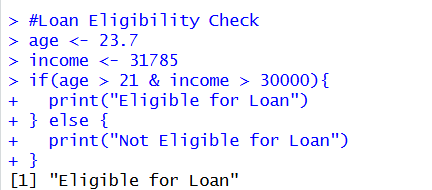 > #Loan Eligibility Check
> age <- 23.7
> income <- 31785
> if(age > 21 & income > 30000){
+   print("Eligible for Loan")
+ } else {
+   print("Not Eligible for Loan")
+ }
[1] "Eligible for Loan"